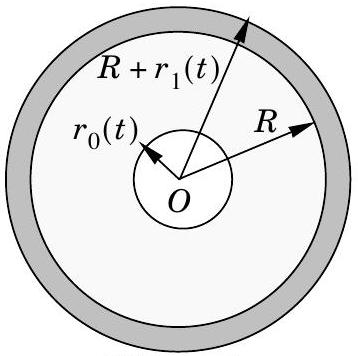 R + r₁(t)
r₀(t)
R
O